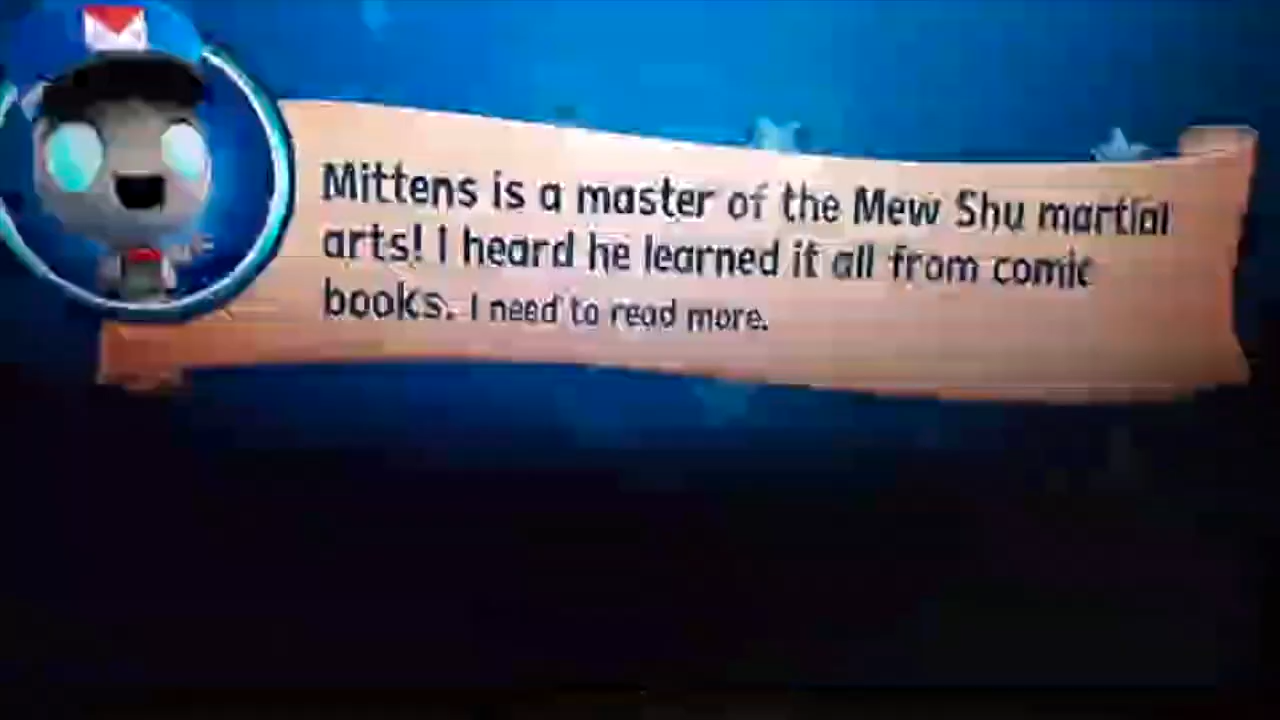 Mittens is a master of the Mew Shu martial
arts! I heard he learned it all from comic
books. I need to read more.